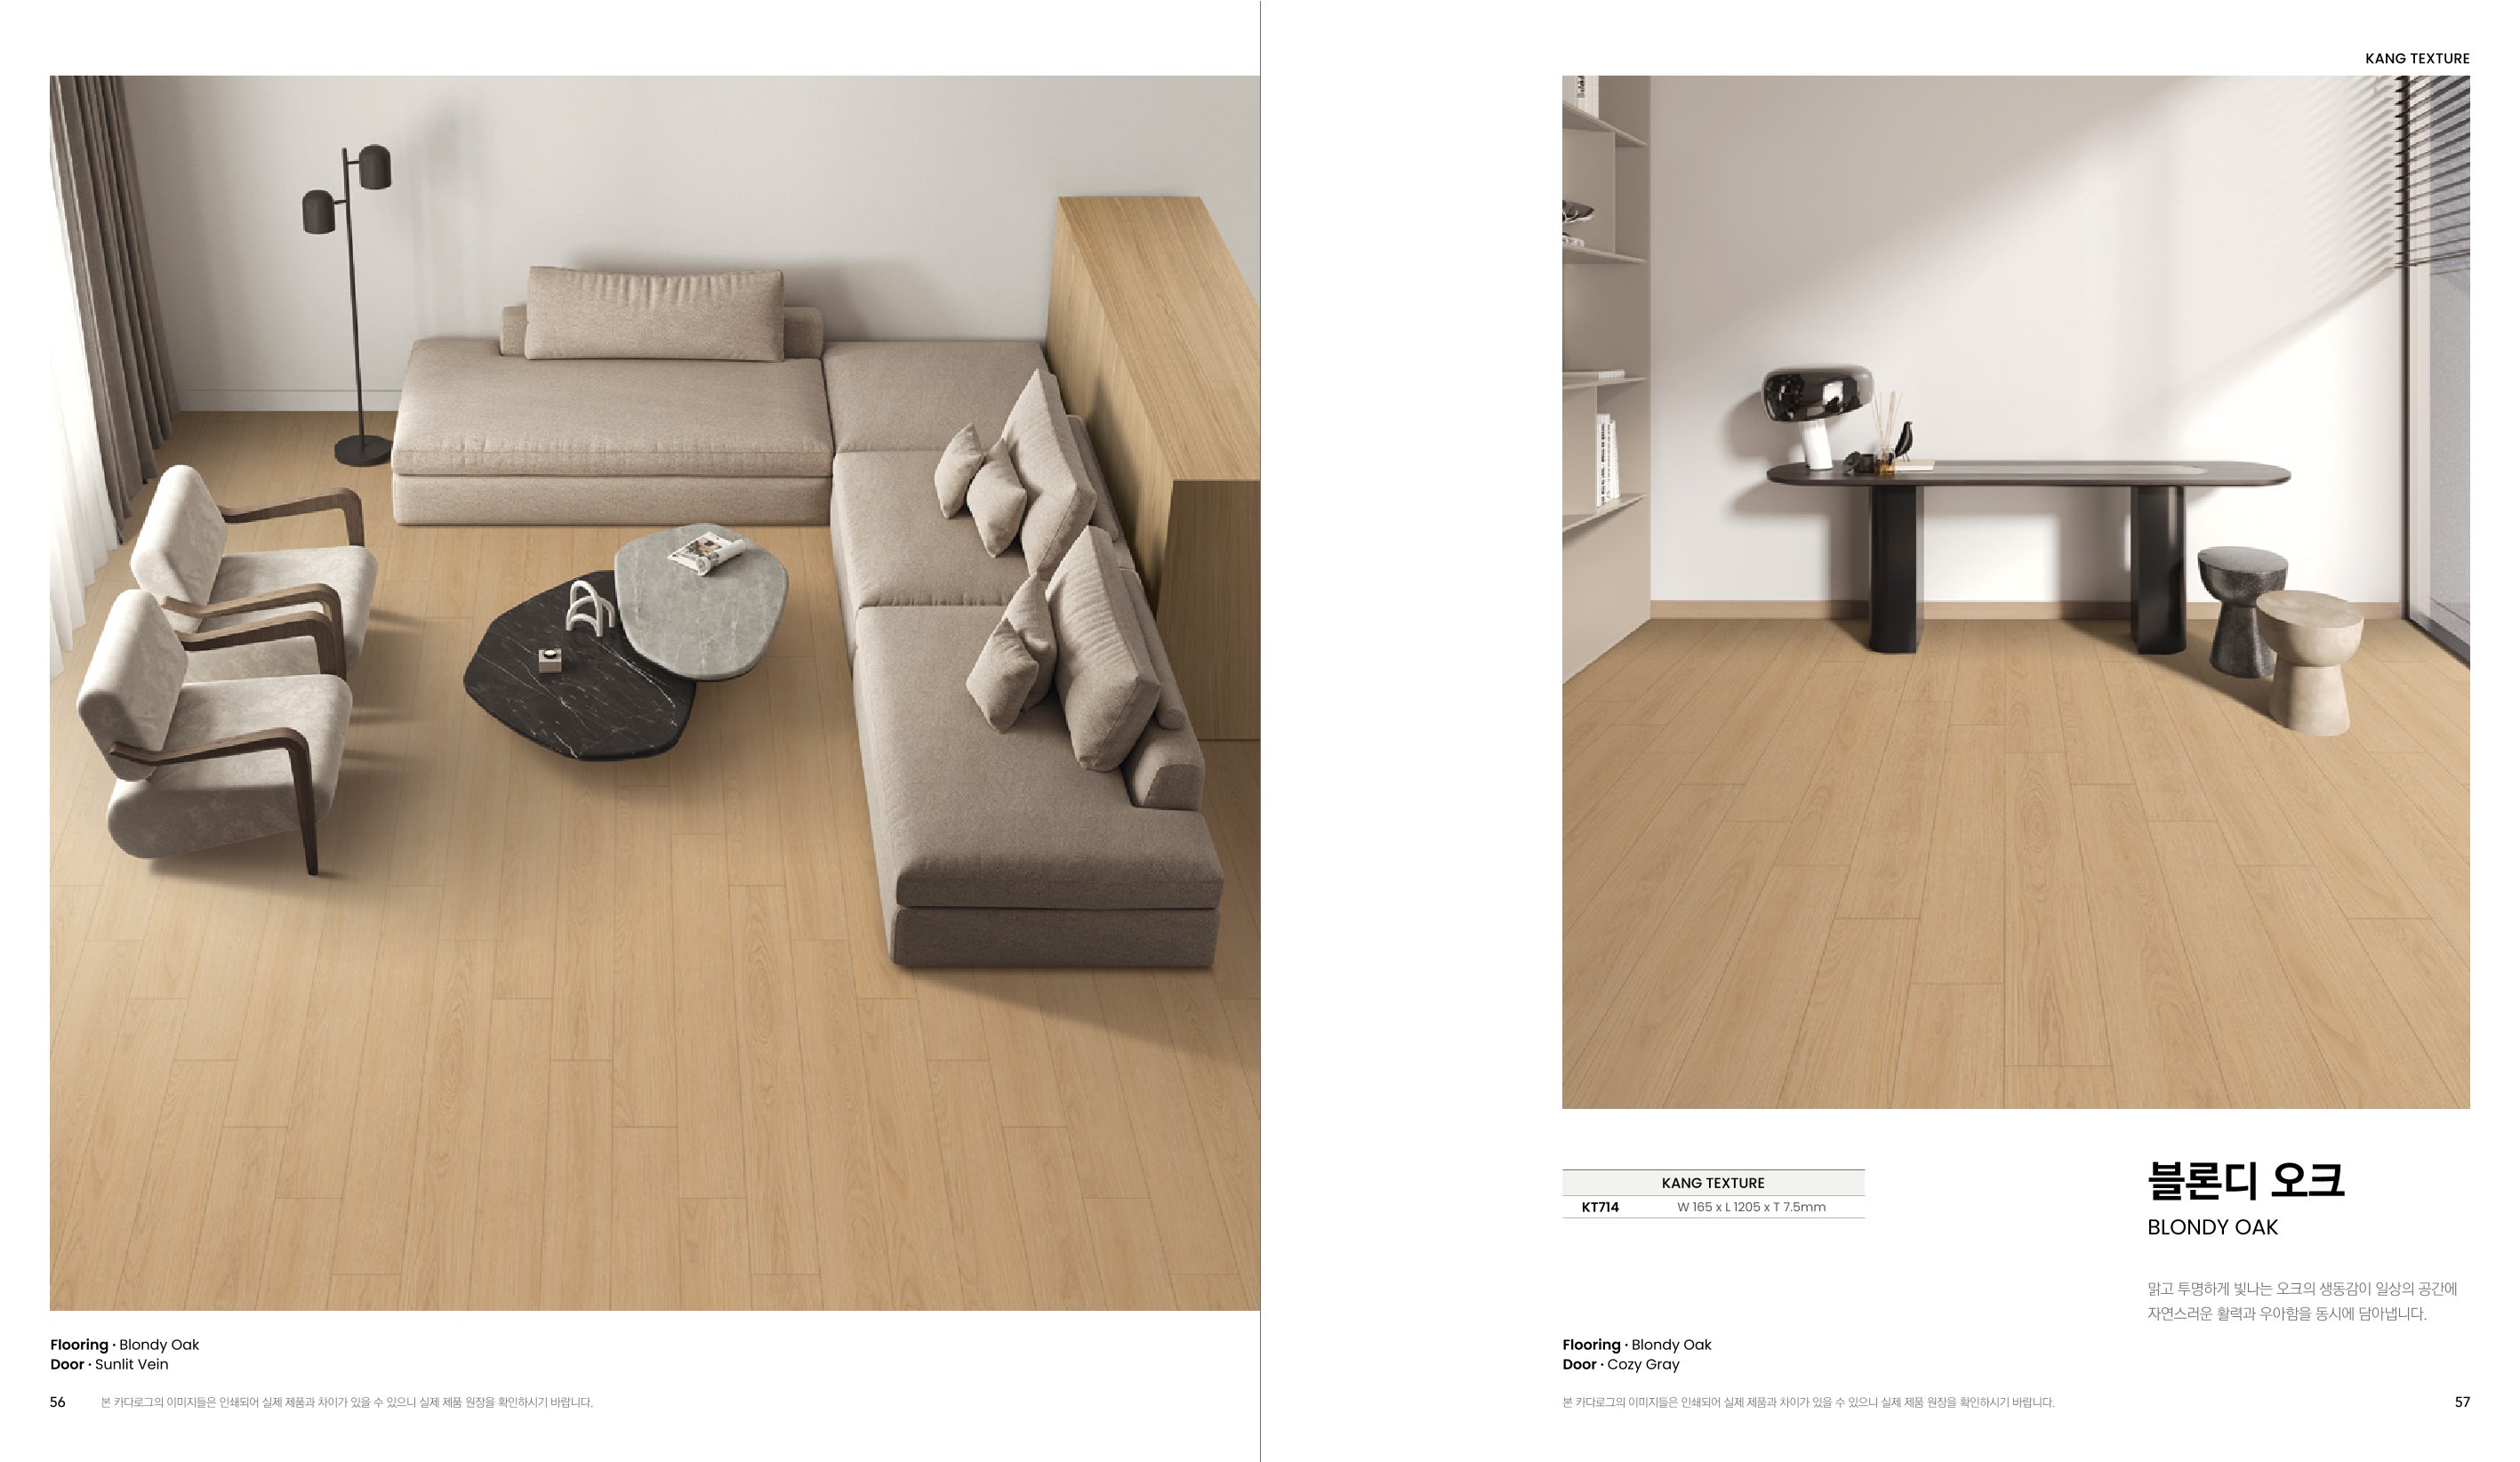 Flooring · Blondy Oak
Door · Sunlit Vein
56
본 카다로그의 이미지들은 인쇄되어 실제 제품과 차이가 있을 수 있으니 실제 제품 원장을 확인하시기 바랍니다.
KANG TEXTURE
KANG TEXTURE
KT714 W 165 x L 1205 x T 7.5mm
블론디 오크
BLONDY OAK
맑고 투명하게 빛나는 오크의 생동감이 일상의 공간에
자연스러운 활력과 우아함을 동시에 담아냅니다.
Flooring · Blondy Oak
Door · Cozy Gray
본 카다로그의 이미지들은 인쇄되어 실제 제품과 차이가 있을 수 있으니 실제 제품 원장을 확인하시기 바랍니다.
57